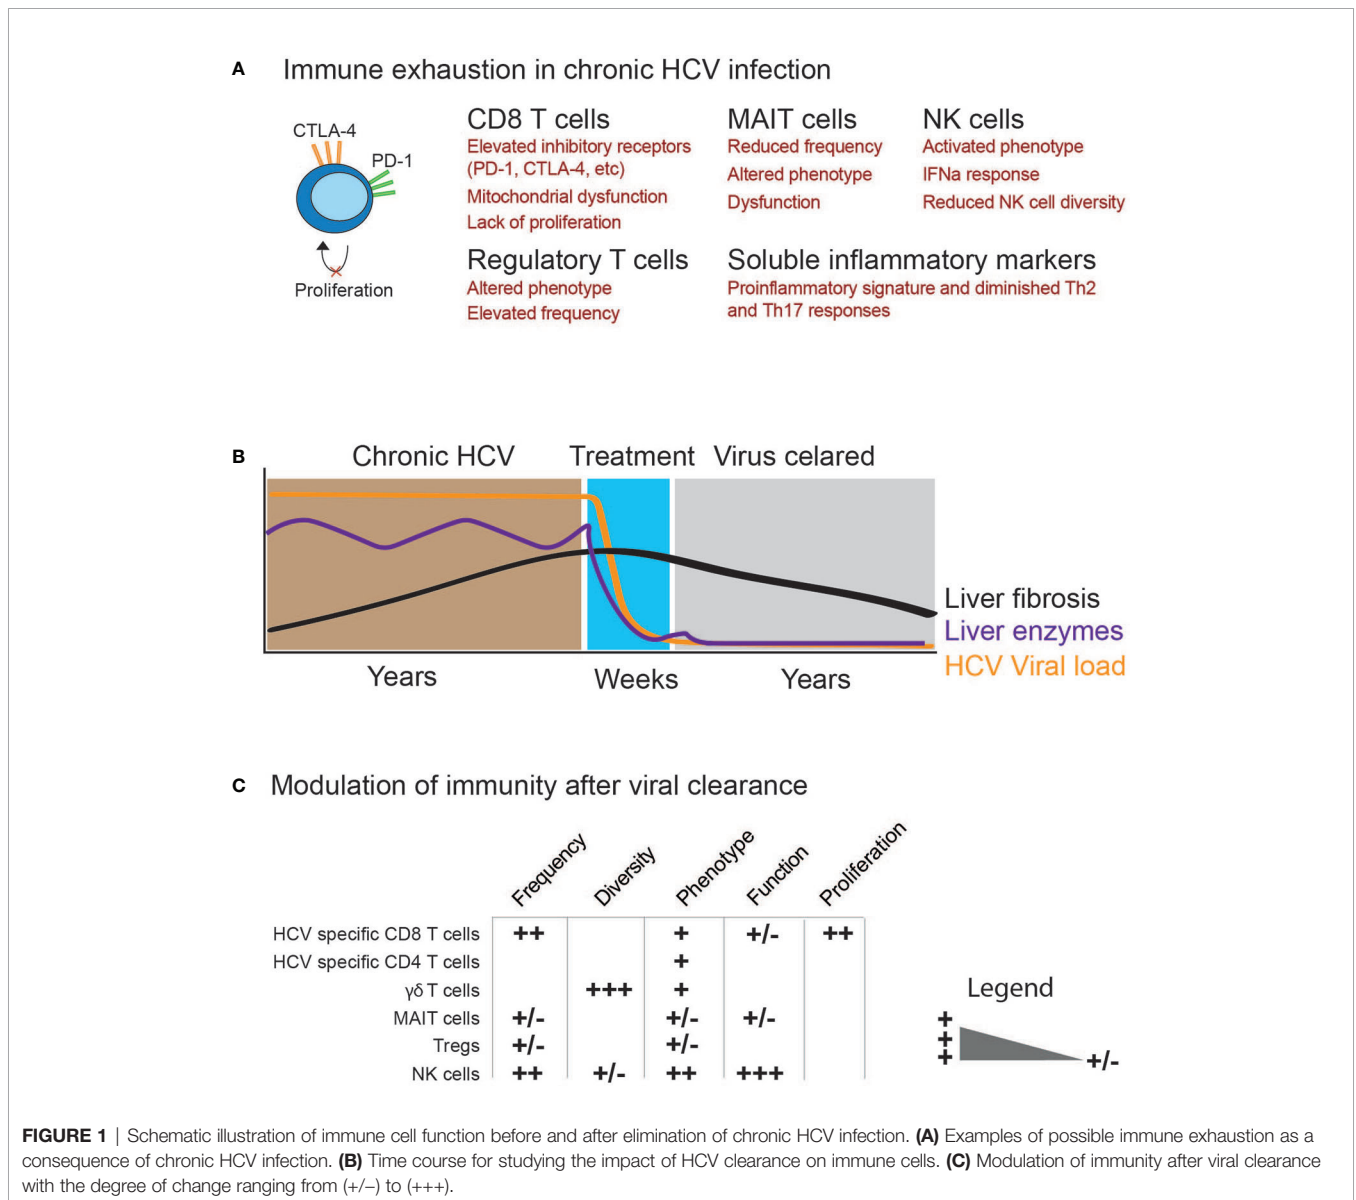 A Immune exhaustion in chronic HCV infection
CTLA-4
PD-1
Proliferation
CD8 T cells
Elevated inhibitory receptors
(PD-1, CTLA-4, etc)
Mitochondrial dysfunction
Lack of proliferation
MAIT cells
Reduced frequency
Altered phenotype
Dysfunction
NK cells
Activated phenotype
IFNa response
Reduced NK cell diversity
Regulatory T cells
Altered phenotype
Elevated frequency
Soluble inflammatory markers
Proinflammatory signature and diminished Th2
and Th17 responses
B Chronic HCV Treatment Virus celared
Liver fibrosis
Liver enzymes
HCV Viral load
Years Weeks Years
C Modulation of immunity after viral clearance
Frequency Diversity Phenotype Function Proliferation
HCV specific CD8 T cells ++ + +/- ++
HCV specific CD4 T cells +
γδ T cells +++ +
MAIT cells +/- +/- +/-
Tregs +/- +/-
NK cells ++ +/- ++ +++
Legend
+
+
+ +/-
FIGURE 1 | Schematic illustration of immune cell function before and after elimination of chronic HCV infection. (A) Examples of possible immune exhaustion as a
consequence of chronic HCV infection. (B) Time course for studying the impact of HCV clearance on immune cells. (C) Modulation of immunity after viral clearance
with the degree of change ranging from (+/−) to (+++).